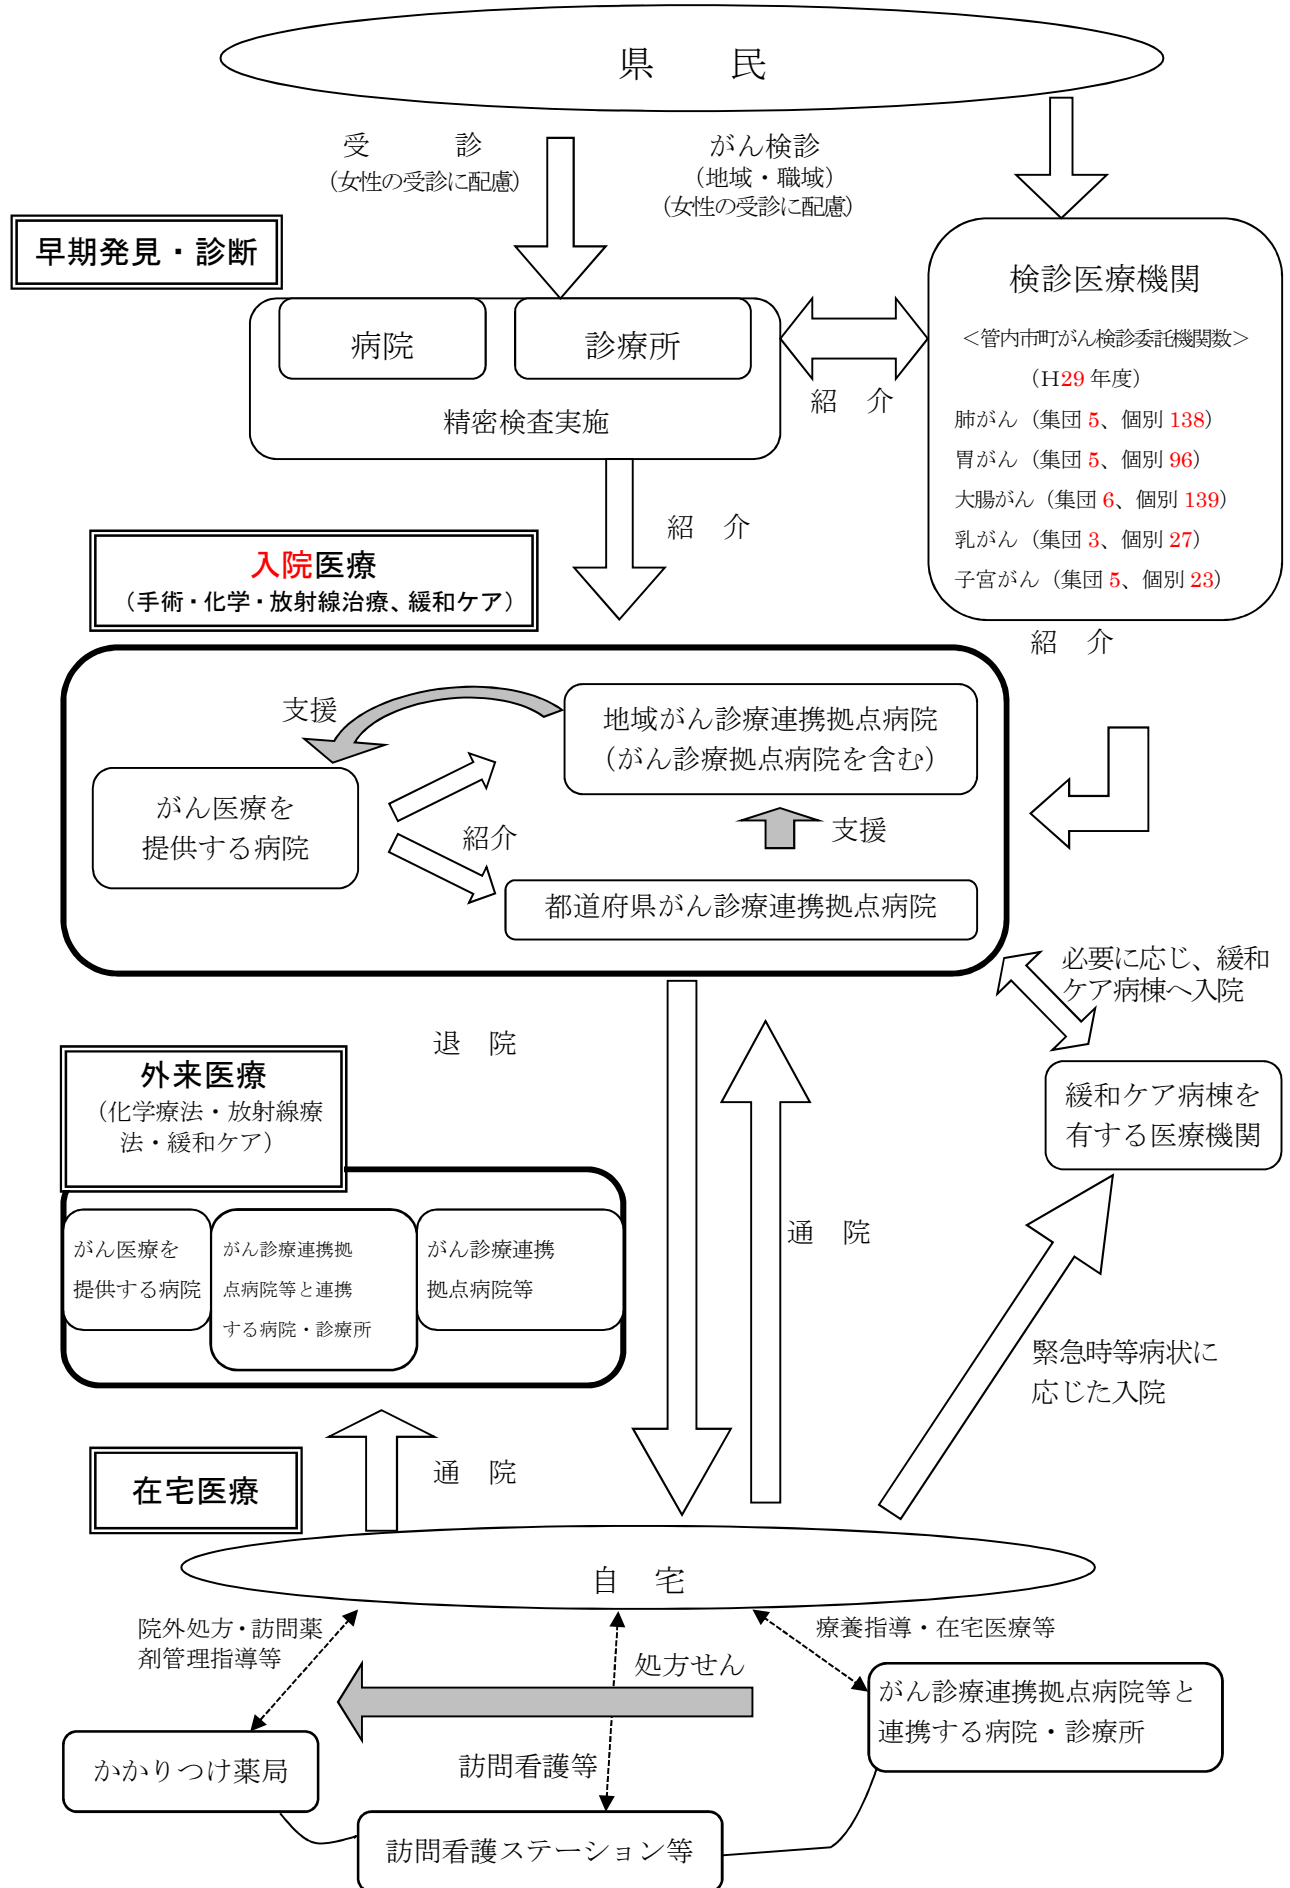 県　　民
受　　　診
（女性の受診に配慮）
がん検診
（地域・職域）
（女性の受診に配慮）
早期発見・診断
病院
診療所
精密検査実施
紹　介
検診医療機関
＜管内市町がん検診委託機関数＞
（H29 年度）
肺がん（集団 5、個別 138）
胃がん（集団 5、個別 96）
大腸がん（集団 6、個別 139）
乳がん（集団 3、個別 27）
子宮がん（集団 5、個別 23）
紹　介
紹　介
入院医療
（手術・化学・放射線治療、緩和ケア）
支援
地域がん診療連携拠点病院
（がん診療拠点病院を含む）
がん医療を
提供する病院
紹介
支援
都道府県がん診療連携拠点病院
必要に応じ、緩和
ケア病棟へ入院
退　院
緩和ケア病棟を
有する医療機関
外来医療
（化学療法・放射線療
法・緩和ケア）
がん医療を
提供する病院
がん診療連携拠
点病院等と連携
する病院・診療所
がん診療連携
拠点病院等
通　院
緊急時等病状に
応じた入院
通　院
在宅医療
自　宅
院外処方・訪問薬
剤管理指導等
処方せん
療養指導・在宅医療等
がん診療連携拠点病院等と
連携する病院・診療所
かかりつけ薬局
訪問看護等
訪問看護ステーション等